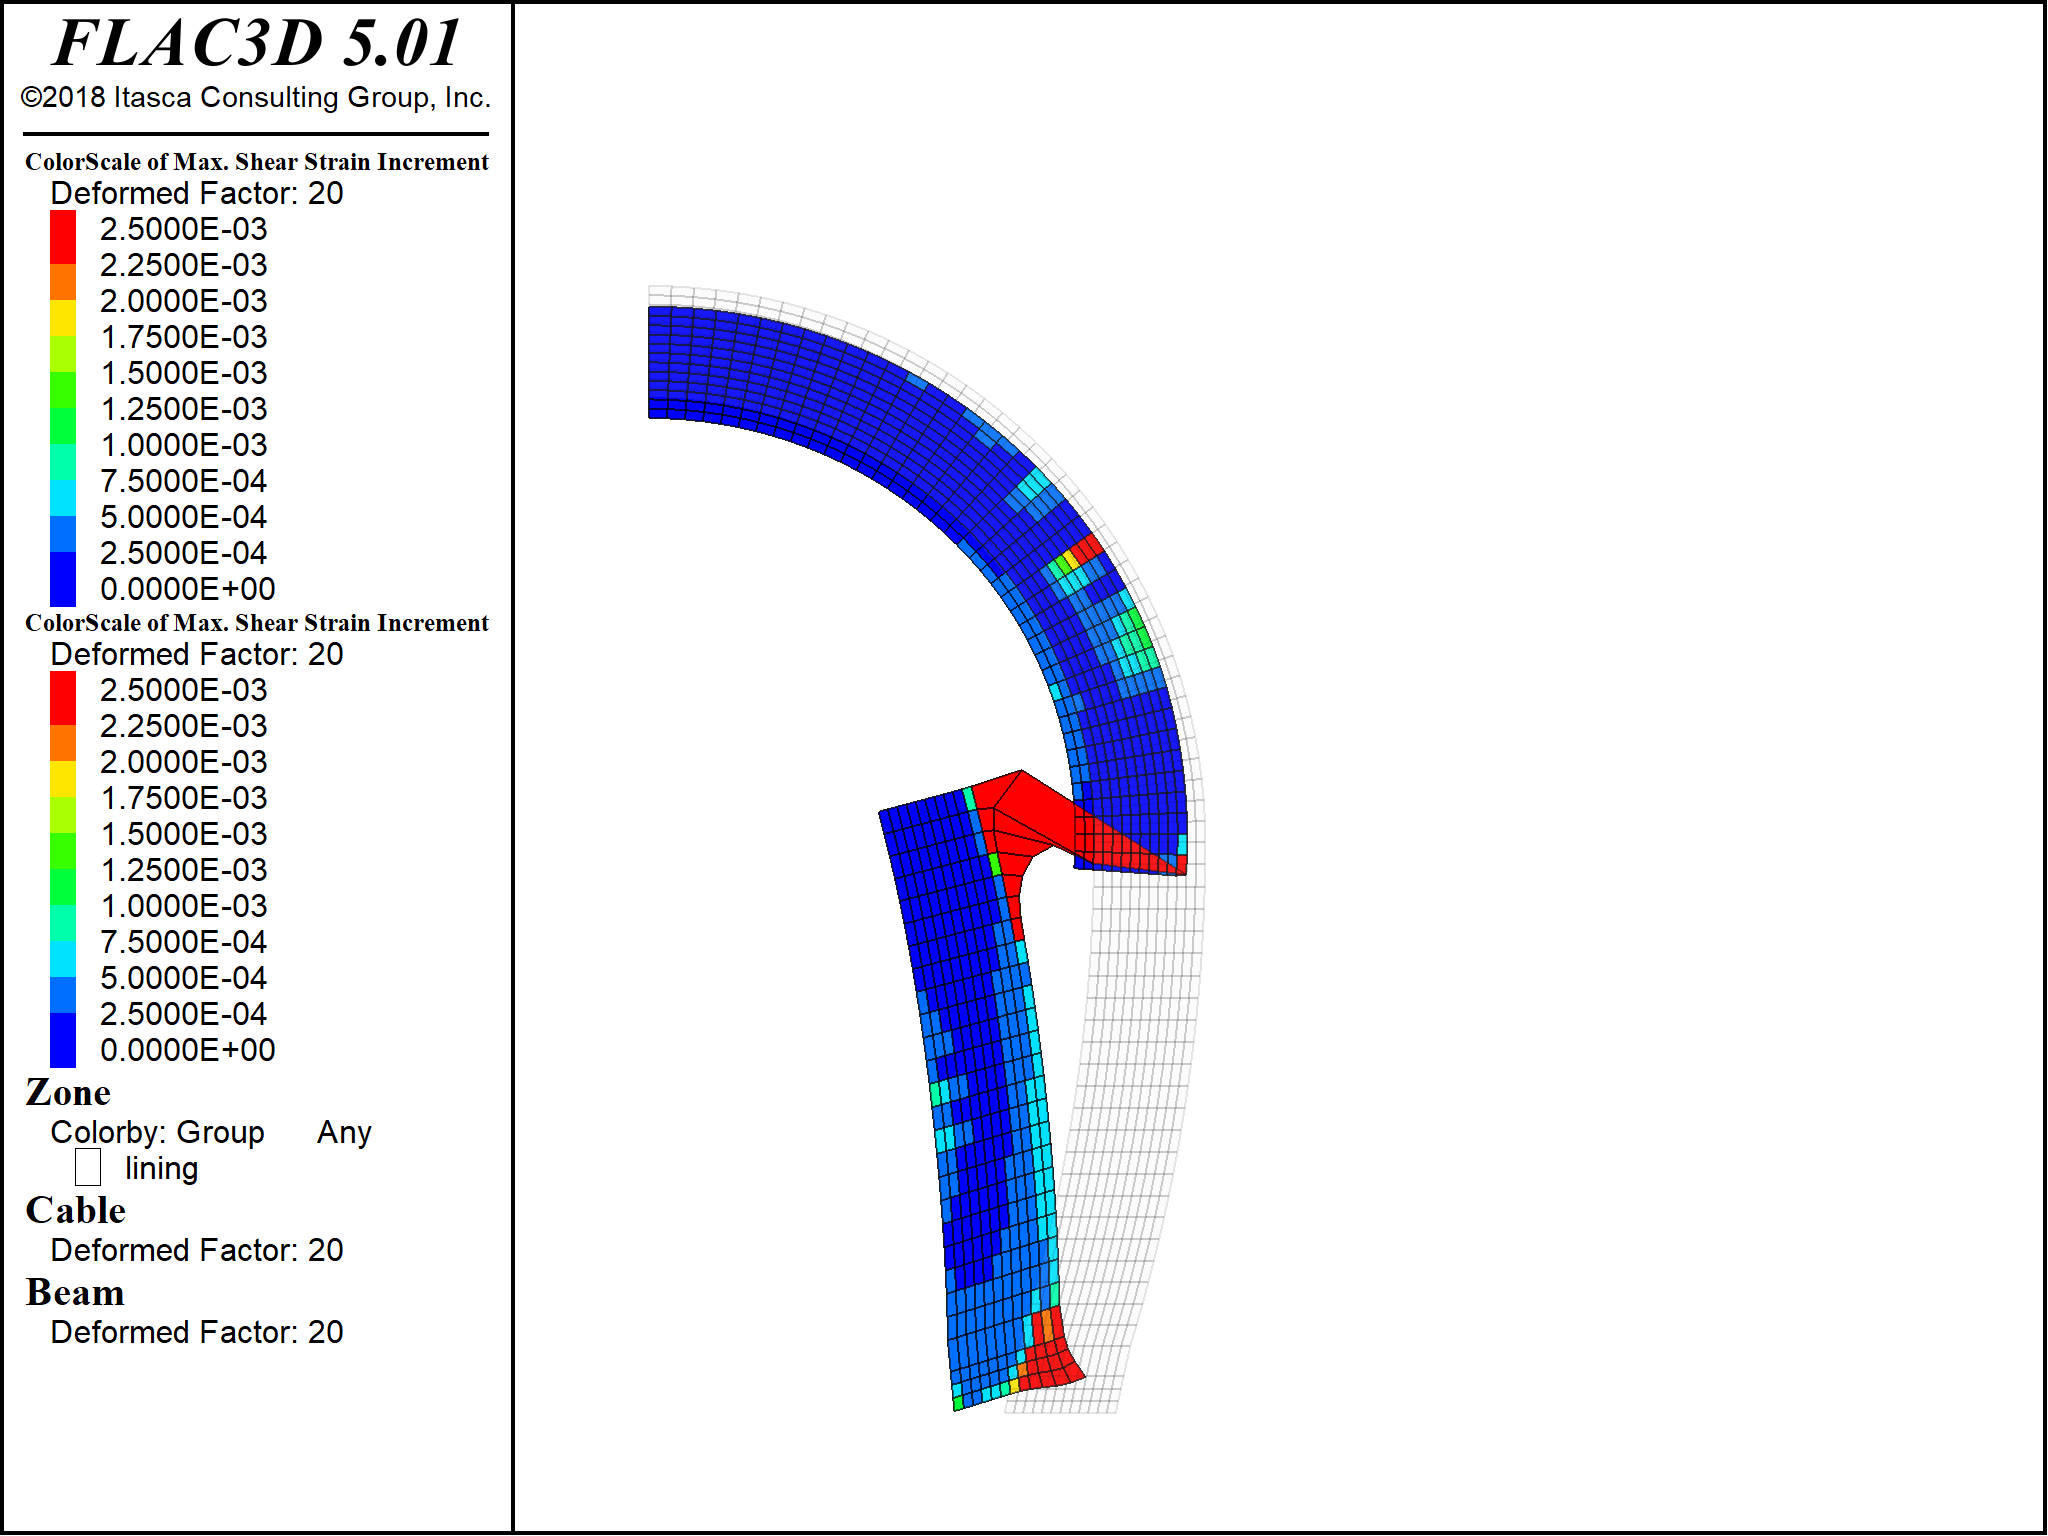 FLAC3D 5.01
©2018 Itasca Consulting Group, Inc.
ColorScale of Max. Shear Strain Increment
Deformed Factor: 20
2.5000E-03
2.2500E-03
2.0000E-03
1.7500E-03
1.5000E-03
1.2500E-03
1.0000E-03
7.5000E-04
5.0000E-04
2.5000E-04
0.0000E+00
ColorScale of Max. Shear Strain Increment
Deformed Factor: 20
2.5000E-03
2.2500E-03
2.0000E-03
1.7500E-03
1.5000E-03
1.2500E-03
1.0000E-03
7.5000E-04
5.0000E-04
2.5000E-04
0.0000E+00
Zone
Colorby: Group Any
lining
Cable
Deformed Factor: 20
Beam
Deformed Factor: 20